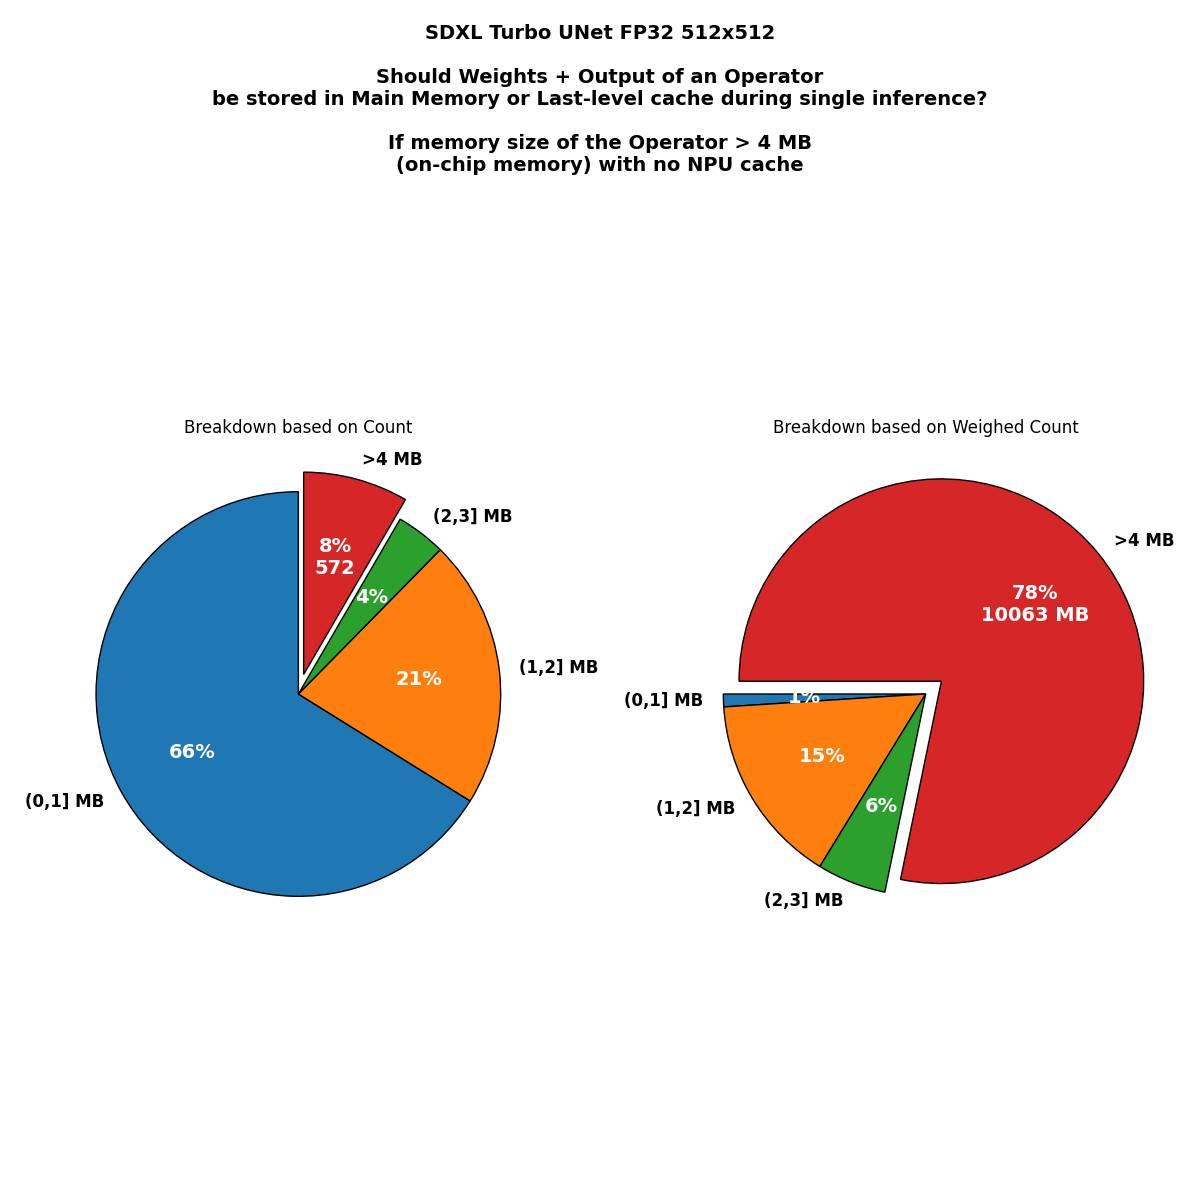 SDXL Turbo UNet FP32 512x512
Should Weights + Output of an Operator
be stored in Main Memory or Last-level cache during single inference?
If memory size of the Operator > 4 MB
(on-chip memory) with no NPU cache
Breakdown based on Count
>4 MB
(2,3] MB
8%
572
4%
(1,2] MB
21%
66%
(0,1] MB
Breakdown based on Weighed Count
>4 MB
78%
10063 MB
(0,1] MB
1%
15%
(1,2] MB
6%
(2,3] MB